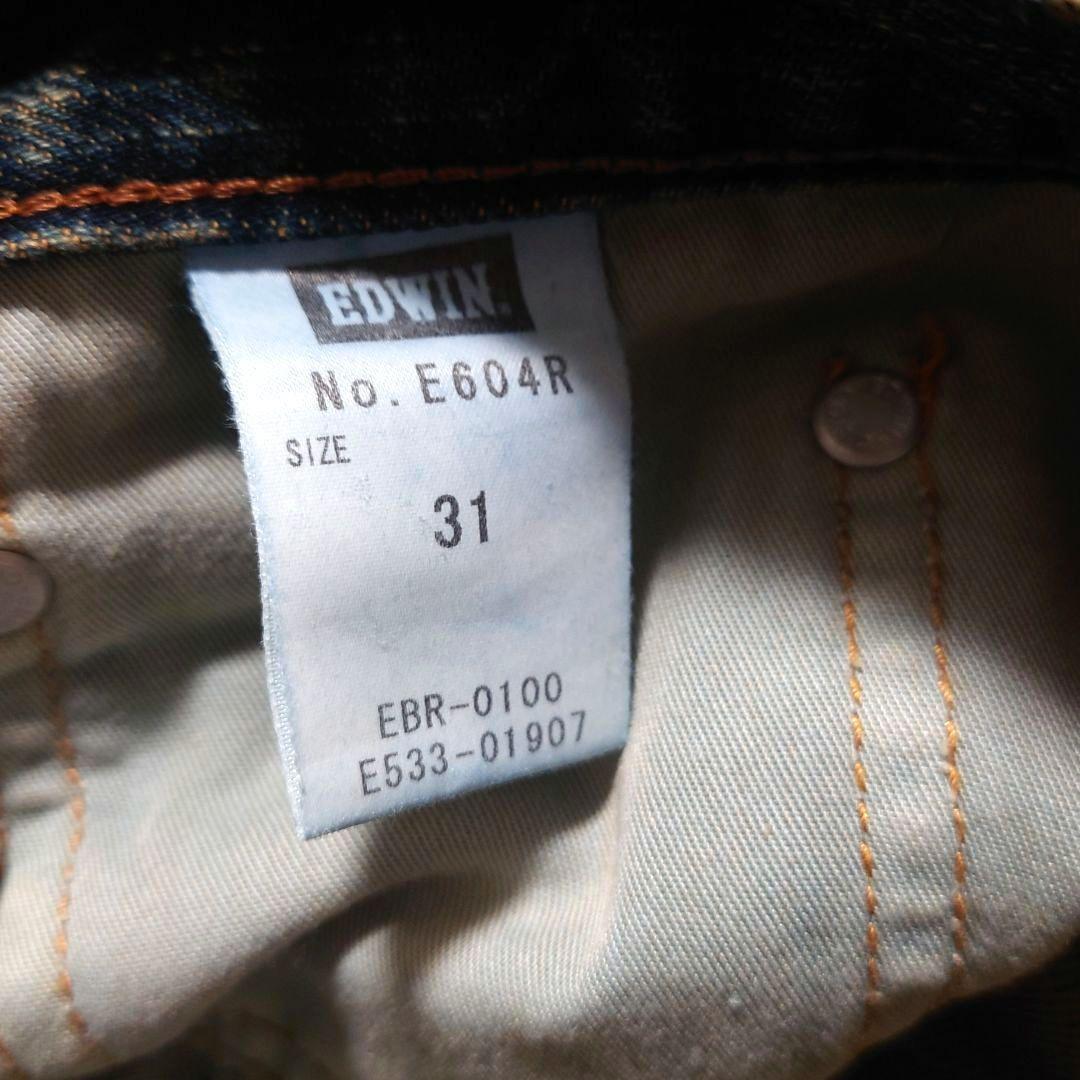 EDWIN.
No. E604R
SIZE
31
EBR-0100
E533-01907